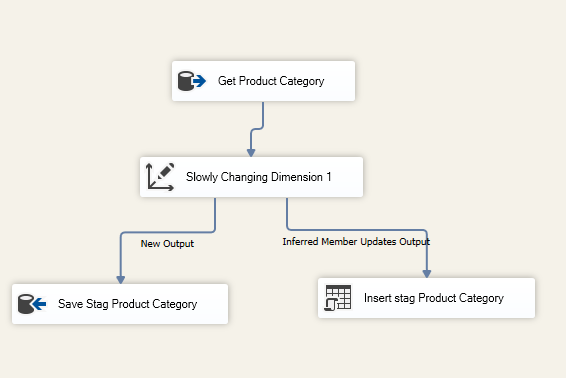 Get Product Category
Slowly Changing Dimension 1
New Output
Inferred Member Updates Output
Save Stag Product Category
Insert stag Product Category